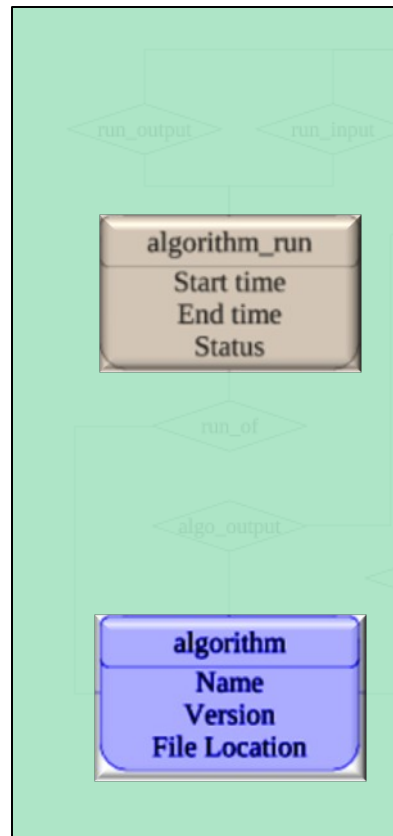 run_output
run_input
algorithm_run
Start time
End time
Status
run_of
algo_output
algorithm
Name
Version
File Location